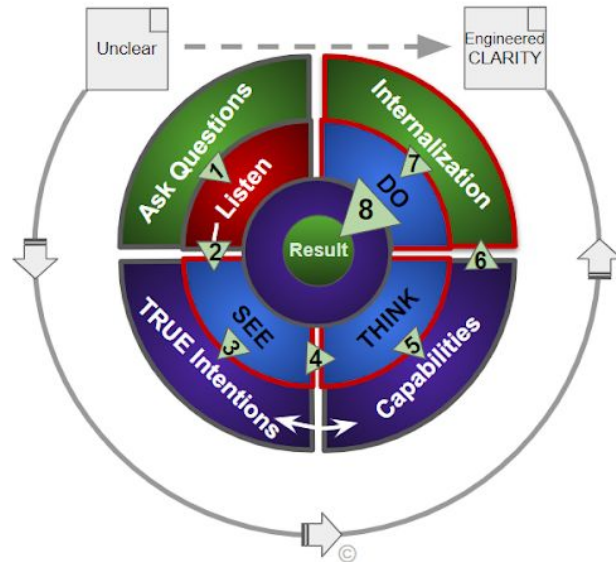 Unclear
Engineered
CLARITY
Ask Questions
Internalization
1
Listen
7
DO
8
2
Result
6
SEE
THINK
3
4
5
TRUE Intentions
Capabilities
©